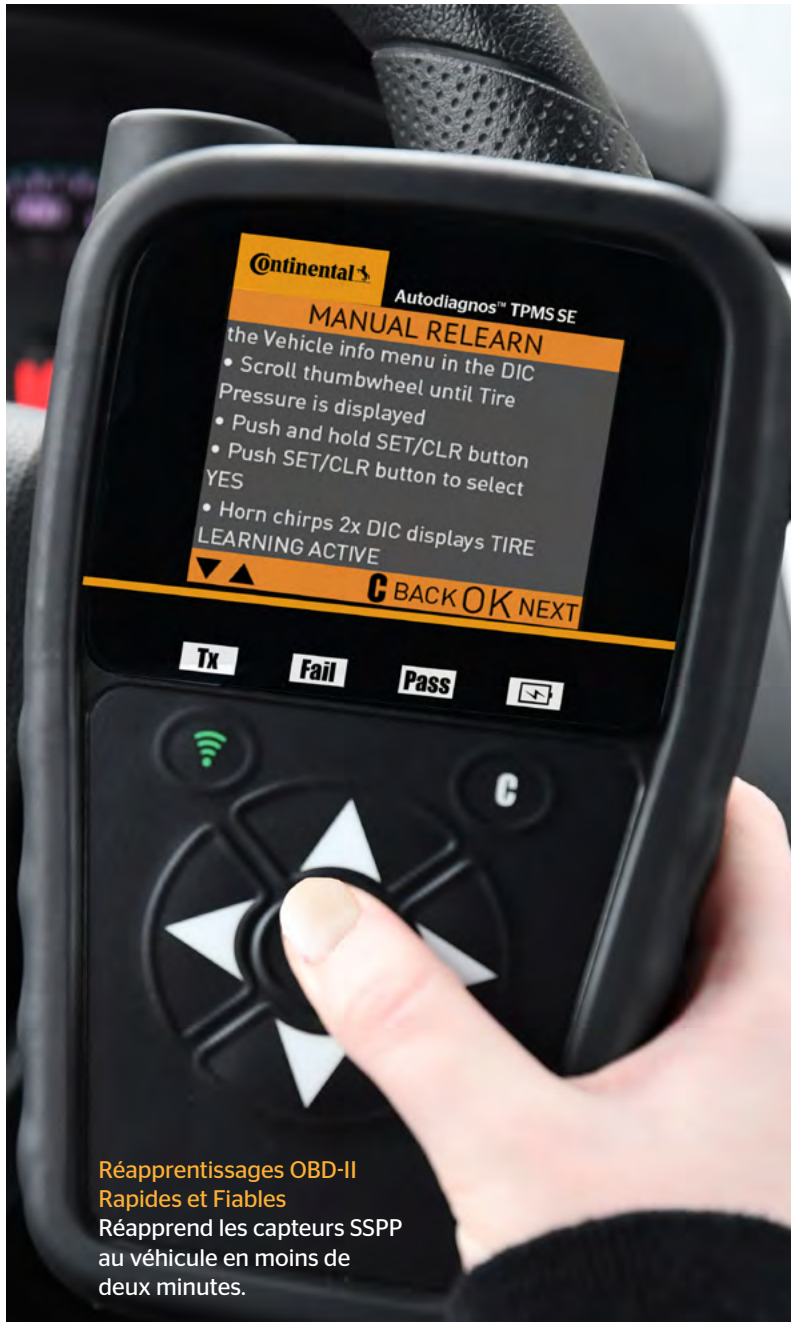 Continental
Autodiagnos™ TPMS SE
MANUAL RELEARN
the Vehicle info menu in the DIC
• Scroll thumbwheel until Tire
Pressure is displayed
• Push and hold SET/CLR button
• Push SET/CLR button to select
YES
• Horn chirps 2x DIC displays TIRE
LEARNING ACTIVE
C BACK OK NEXT
Tx Fail Pass
C
Réapprentissages OBD-II
Rapides et Fiables
Réapprend les capteurs SSPP
au véhicule en moins de
deux minutes.